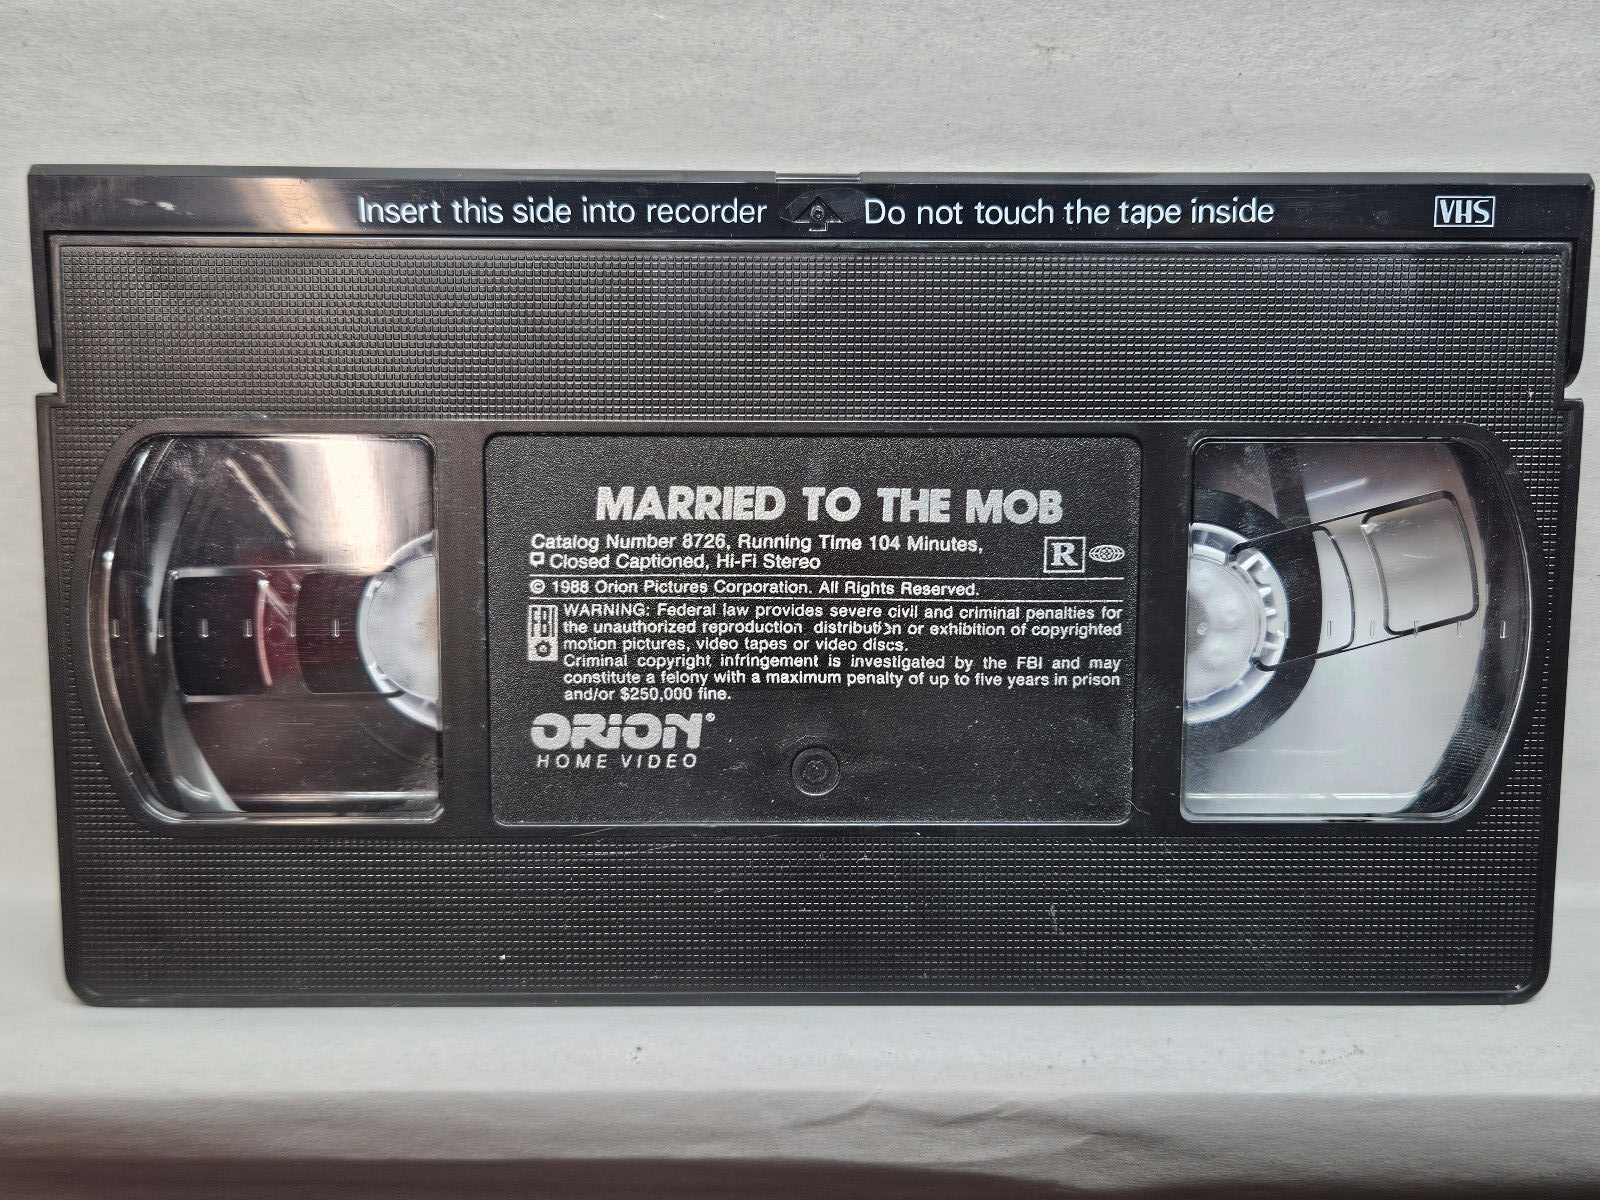 Insert this side into recorder Do not touch the tape inside VHS
MARRIED TO THE MOB
Catalog Number 8726, Running Time 104 Minutes,
Closed Captioned, Hi-Fi Stereo
R
© 1988 Orion Pictures Corporation. All Rights Reserved.
FBI
WARNING: Federal law provides severe civil and criminal penalties for
the unauthorized reproduction distribution or exhibition of copyrighted
motion pictures, video tapes or video discs.
Criminal copyright infringement is investigated by the FBI and may
constitute a felony with a maximum penalty of up to five years in prison
and/or $250,000 fine.
ORION®
HOME VIDEO